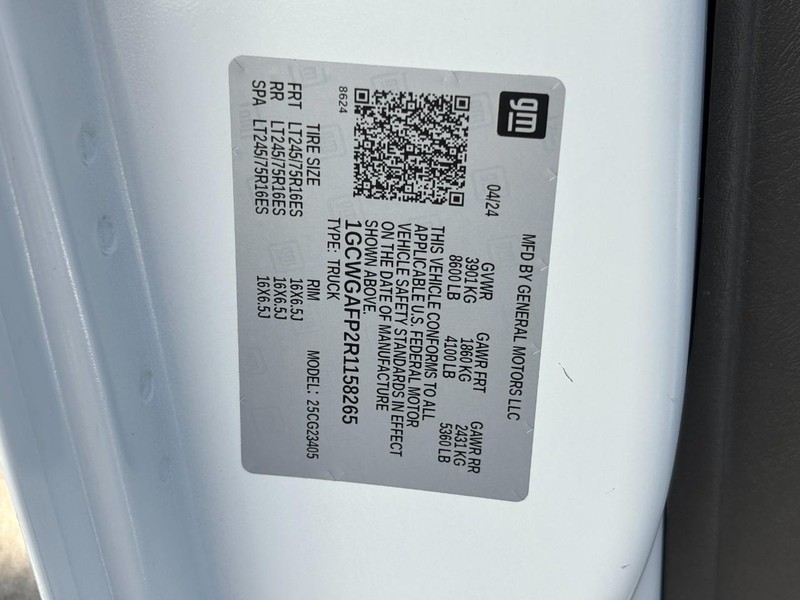 gm
MFD BY GENERAL MOTORS LLC
04/24
GVWR GAWR FRT GAWR RR
3901 KG 1860 KG 2431 KG
8600 LB 4100 LB 5360 LB
THIS VEHICLE CONFORMS TO ALL
APPLICABLE U.S. FEDERAL MOTOR
VEHICLE SAFETY STANDARDS IN EFFECT
ON THE DATE OF MANUFACTURE
SHOWN ABOVE.
1GCWGAFP2R1158265
TYPE: TRUCK
8624
MODEL: 25CG23405
TIRE SIZE RIM
FRT LT245/75R16ES 16X6.5J
RR LT245/75R16ES 16X6.5J
SPA LT245/75R16ES 16X6.5J